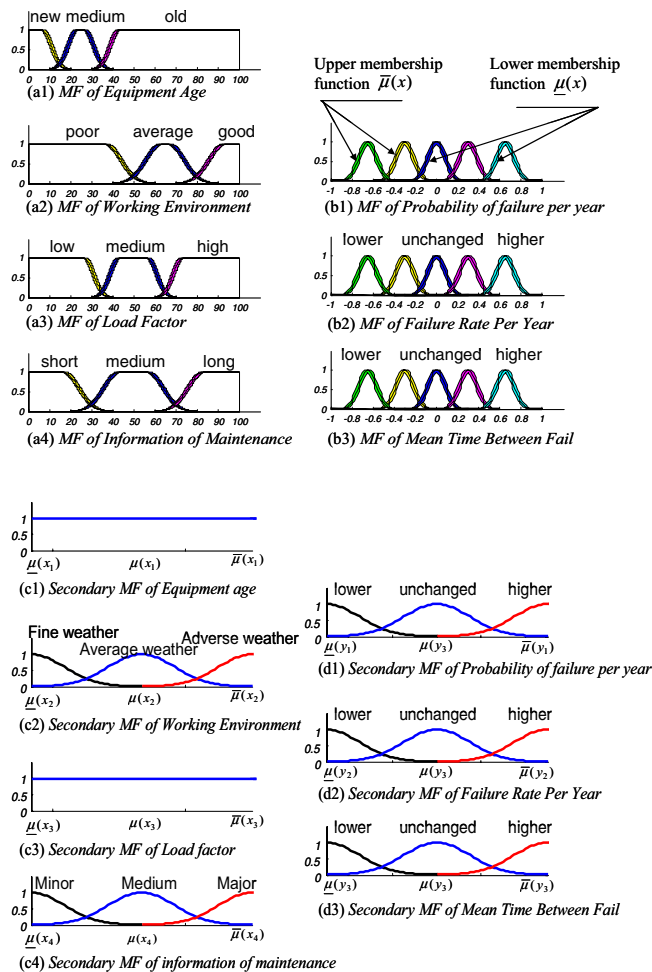 new medium old
1
0.5
0
0 10 20 30 40 50 60 70 80 90 100
(a1) MF of Equipment Age
poor average good
1
0.5
0
0 10 20 30 40 50 60 70 80 90 100
(a2) MF of Working Environment
low medium high
1
0.5
0
0 10 20 30 40 50 60 70 80 90 100
(a3) MF of Load Factor
short medium long
1
0.5
0
0 10 20 30 40 50 60 70 80 90 100
(a4) MF of Information of Maintenance
Upper membership
function μ̅(x)
Lower membership
function μ̲(x)
1
0.5
0
-1 -0.8 -0.6 -0.4 -0.2 0 0.2 0.4 0.6 0.8 1
(b1) MF of Probability of failure per year
lower unchanged higher
1
0.5
0
-1 -0.8 -0.6 -0.4 -0.2 0 0.2 0.4 0.6 0.8 1
(b2) MF of Failure Rate Per Year
lower unchanged higher
1
0.5
0
-1 -0.8 -0.6 -0.4 -0.2 0 0.2 0.4 0.6 0.8 1
(b3) MF of Mean Time Between Fail
1
0.5
0
μ̲(x₁) μ(x₁) μ̅(x₁)
(c1) Secondary MF of Equipment age
Fine weather Average weather Adverse weather
1
0.5
0
μ̲(x₂) μ(x₂) μ̅(x₂)
(c2) Secondary MF of Working Environment
1
0.5
0
μ̲(x₃) μ(x₃) μ̅(x₃)
(c3) Secondary MF of Load factor
Minor Medium Major
1
0.5
0
μ̲(x₄) μ(x₄) μ̅(x₄)
(c4) Secondary MF of information of maintenance
lower unchanged higher
1
0.5
0
μ̲(y₁) μ(y₃) μ̅(y₁)
(d1) Secondary MF of Probability of failure per year
lower unchanged higher
1
0.5
0
μ̲(y₂) μ(y₃) μ̅(y₂)
(d2) Secondary MF of Failure Rate Per Year
lower unchanged higher
1
0.5
0
μ̲(y₃) μ(y₃) μ̅(y₃)
(d3) Secondary MF of Mean Time Between Fail